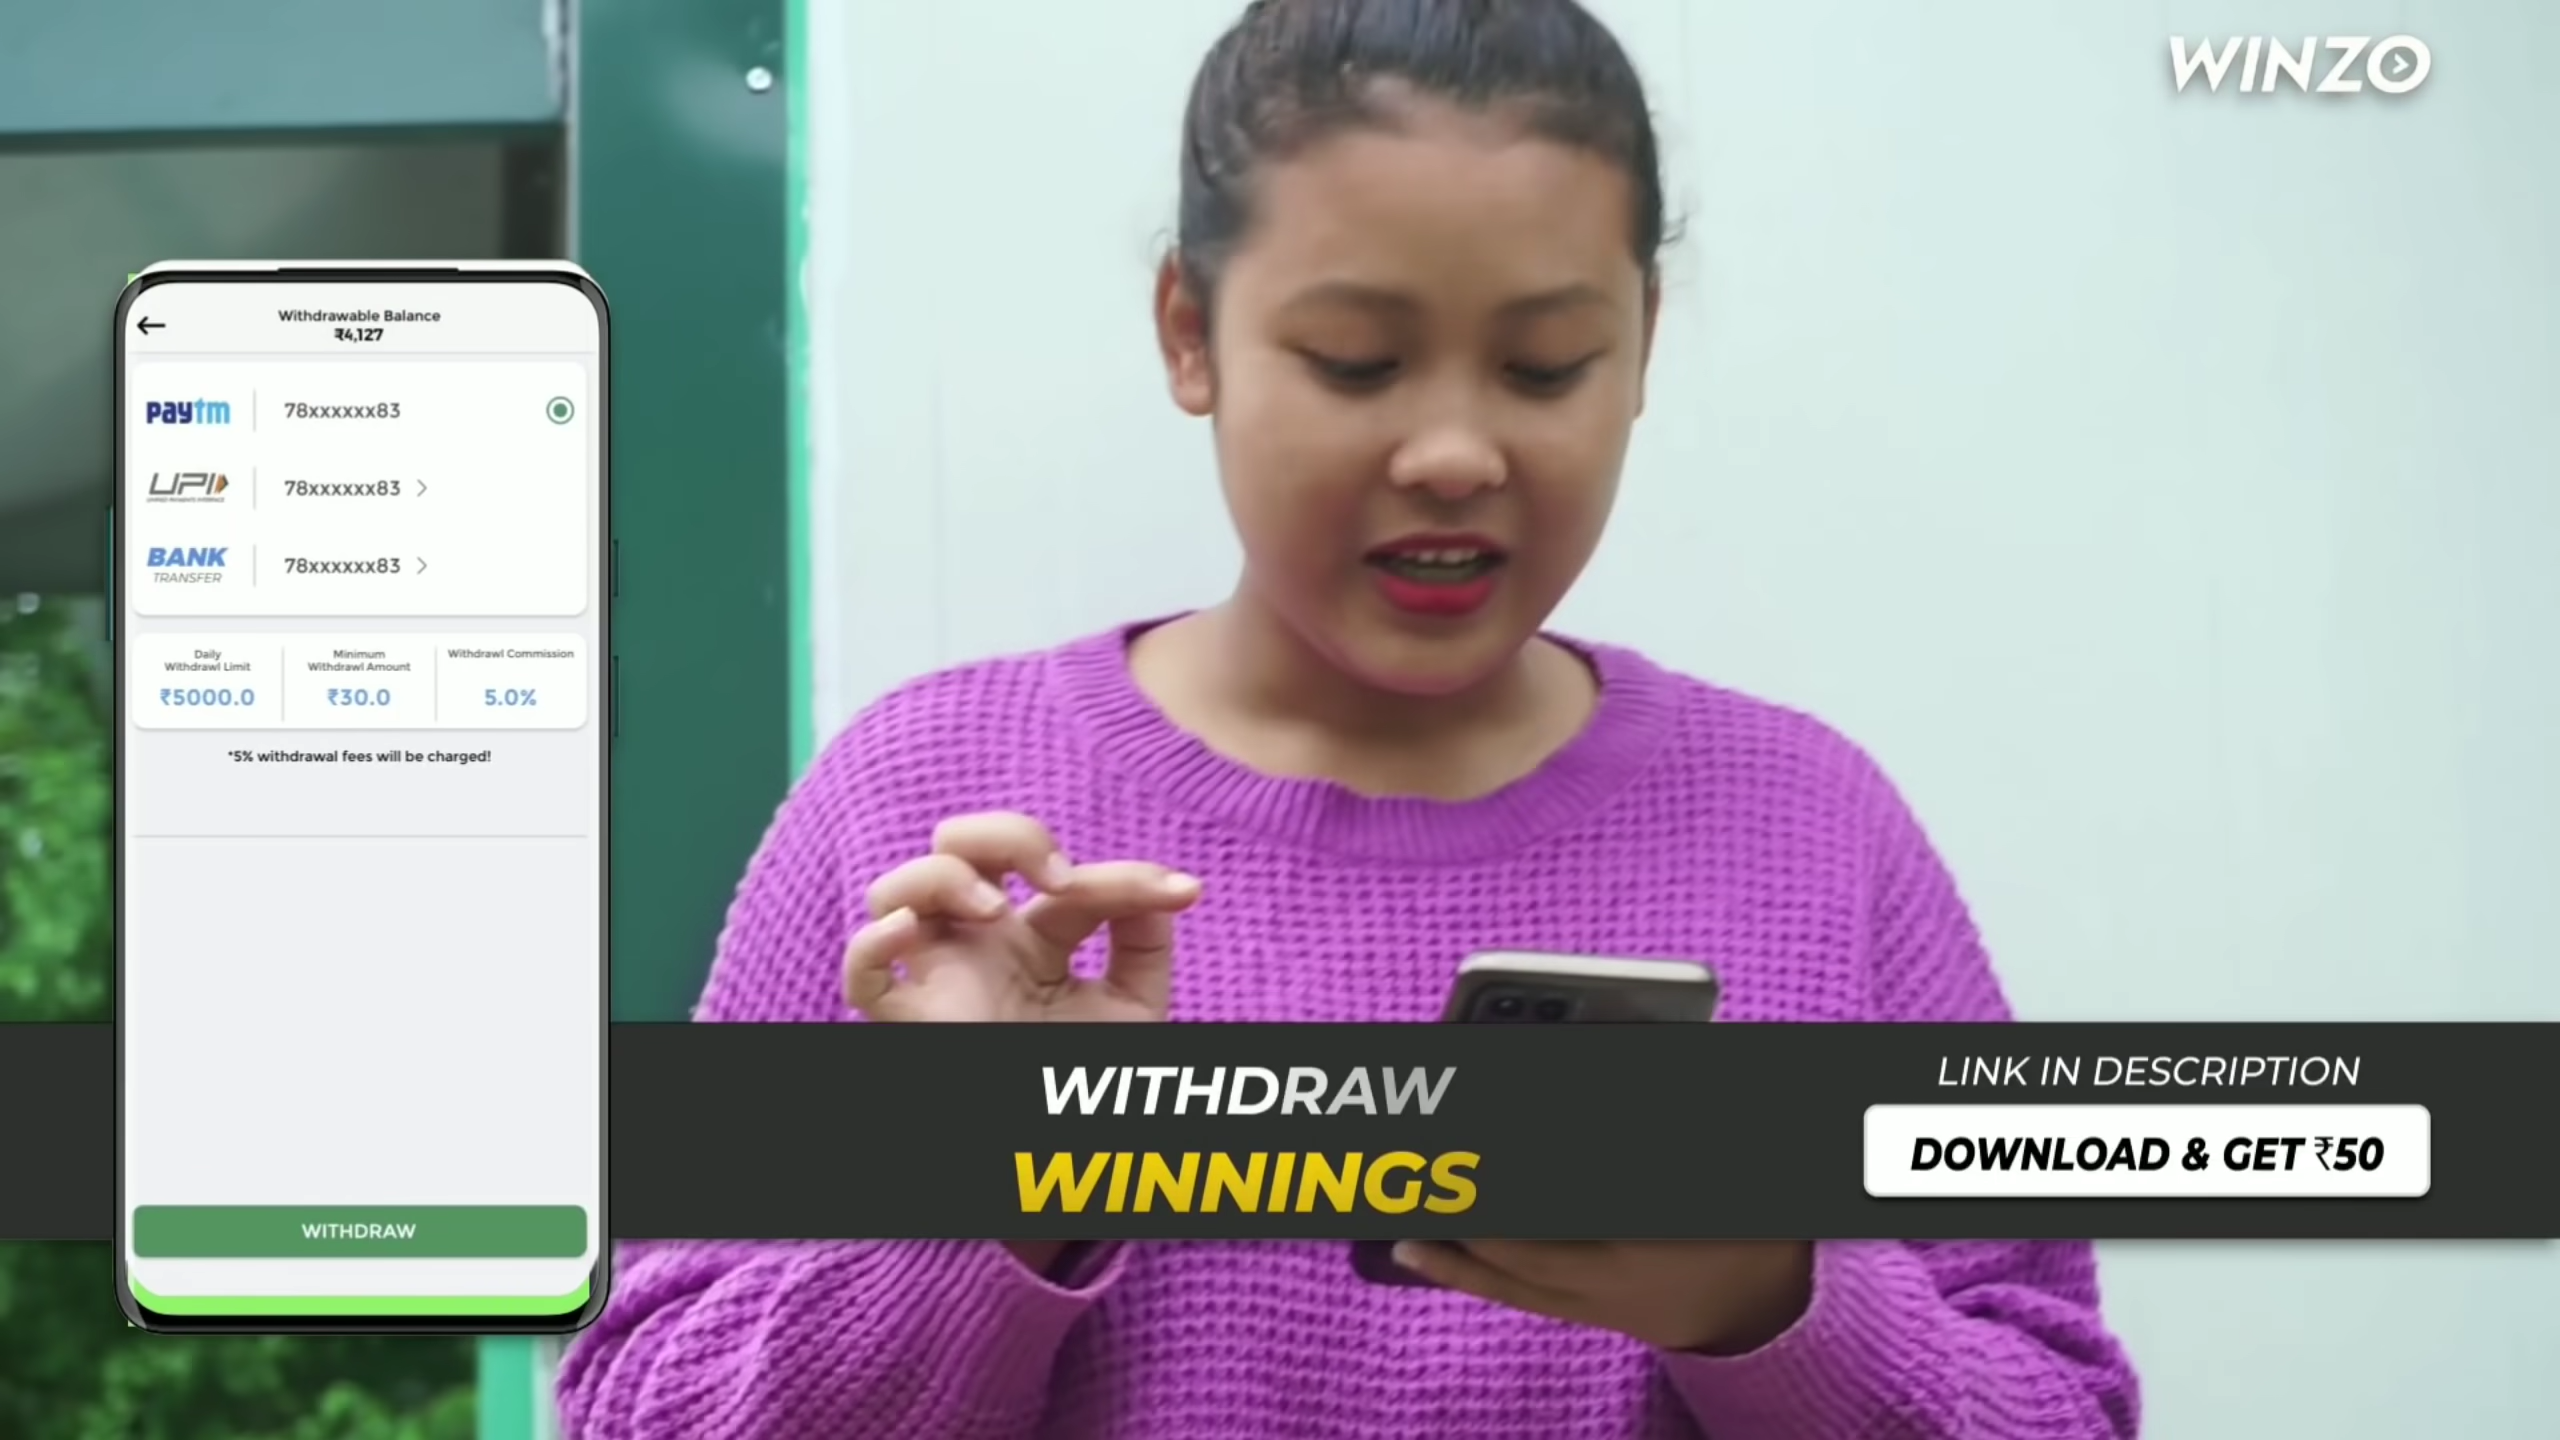 WINZO
Withdrawable Balance
₹4,127
paytm 78xxxxxx83
UPI 78xxxxxx83
BANK
TRANSFER
78xxxxxx83
Daily
Withdrawl Limit
₹5000.0
Minimum
Withdrawl Amount
₹30.0
Withdrawl Commission
5.0%
*5% withdrawal fees will be charged!
WITHDRAW
WITHDRAW
WINNINGS
LINK IN DESCRIPTION
DOWNLOAD & GET ₹50